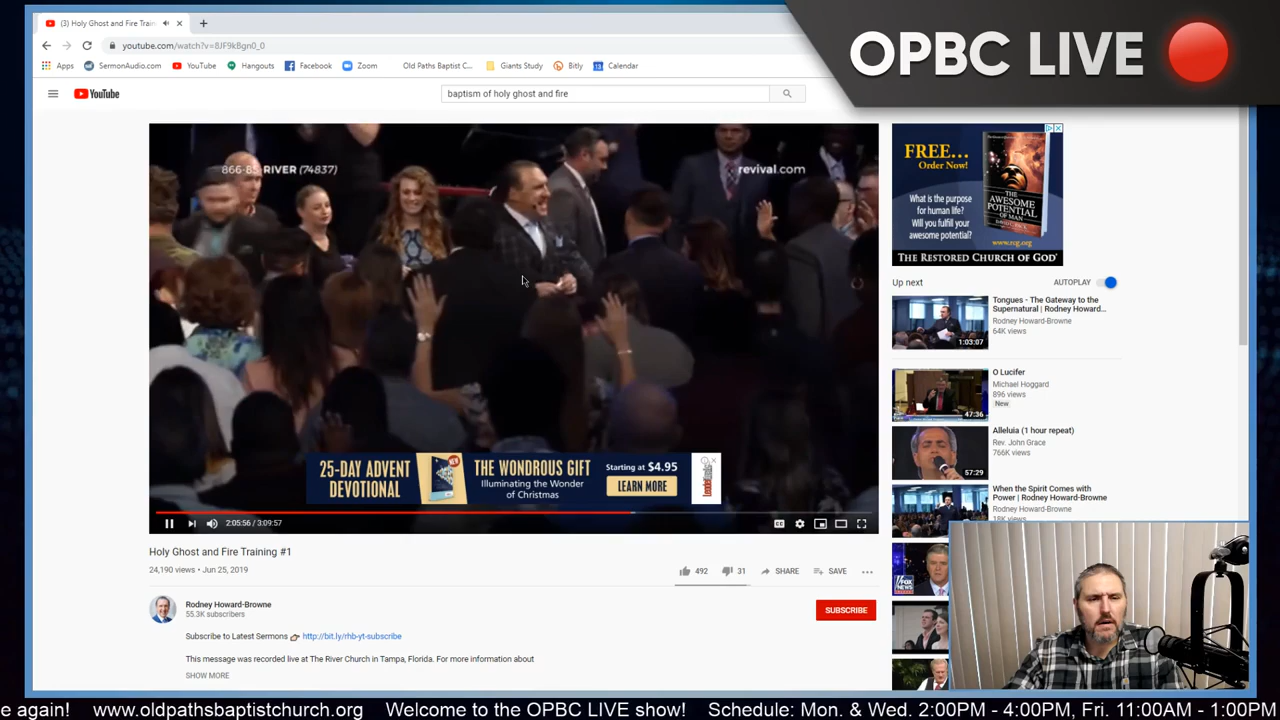 (3) Holy Ghost and Fire Train
youtube.com/watch?v=8JF9kBgn0_0
Apps SermonAudio.com YouTube Hangouts Facebook Zoom Old Paths Baptist C... Giants Study Bitly Calendar
OPBC LIVE
YouTube
baptism of holy ghost and fire
866-85-RIVER (74837)
revival.com
FREE...
Order Now!
What is the purpose
for human life?
Will you fulfill your
awesome potential?
THE
AWESOME
POTENTIAL
OF MAN
www.rcg.org
THE RESTORED CHURCH OF GOD
Up next
AUTOPLAY
Tongues - The Gateway to the
Supernatural | Rodney Howard...
Rodney Howard-Browne
64K views
1:03:07
O Lucifer
Michael Hoggard
896 views
New
47:36
Alleluia (1 hour repeat)
Rev. John Grace
766K views
57:29
When the Spirit Comes with
Power | Rodney Howard-Browne
Rodney Howard-Browne
18K views
25-DAY ADVENT
DEVOTIONAL
THE WONDROUS GIFT
Illuminating the Wonder
of Christmas
Starting at $4.95
LEARN MORE
2:05:56 / 3:09:57
CC
Holy Ghost and Fire Training #1
24,190 views • Jun 25, 2019
492 31 SHARE SAVE
Rodney Howard-Browne
55.3K subscribers
SUBSCRIBE
Subscribe to Latest Sermons http://bit.ly/rhb-yt-subscribe
This message was recorded live at The River Church in Tampa, Florida. For more information about
SHOW MORE
FOX
NEWS
e again! www.oldpathsbaptistchurch.org Welcome to the OPBC LIVE show! Schedule: Mon. & Wed. 2:00PM - 4:00PM, Fri. 11:00AM - 1:00PM